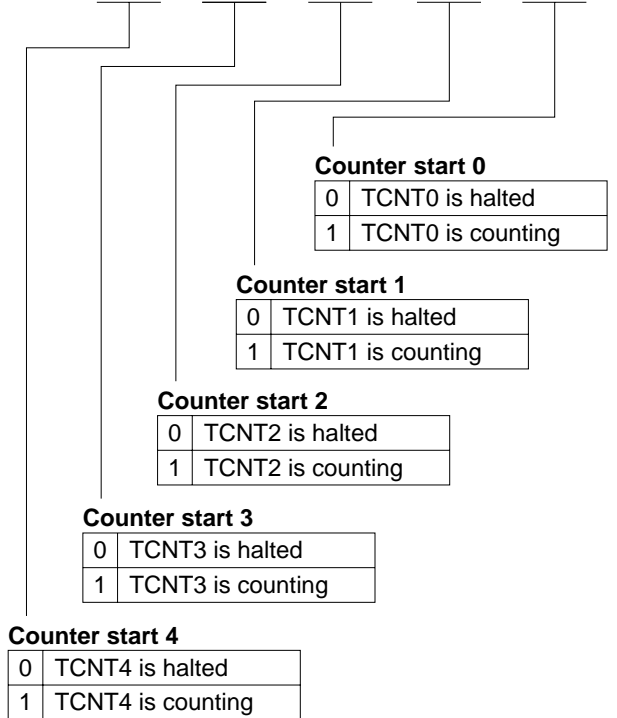 Counter start 0
0 TCNT0 is halted
1 TCNT0 is counting
Counter start 1
0 TCNT1 is halted
1 TCNT1 is counting
Counter start 2
0 TCNT2 is halted
1 TCNT2 is counting
Counter start 3
0 TCNT3 is halted
1 TCNT3 is counting
Counter start 4
0 TCNT4 is halted
1 TCNT4 is counting